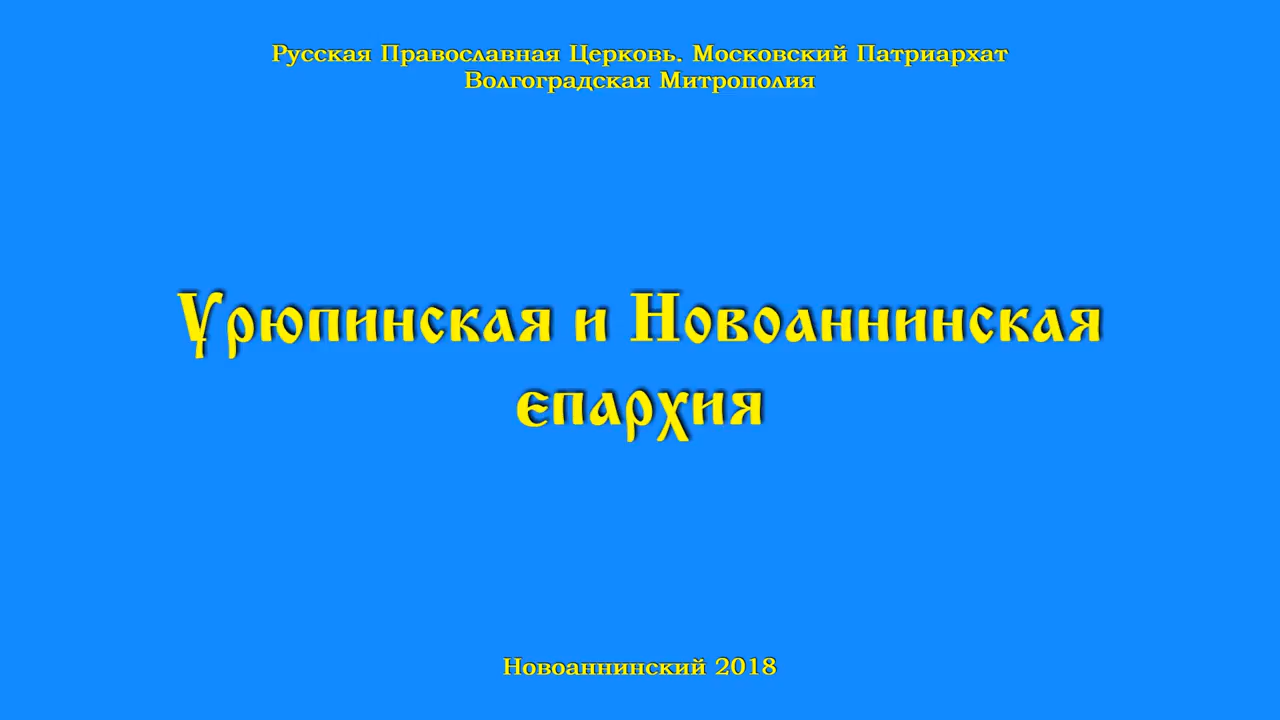 Русская Православная Церковь. Московский Патриархат
Волгоградская Митрополия
Урюпинская и Новоаннинская
епархия
Новоаннинский 2018